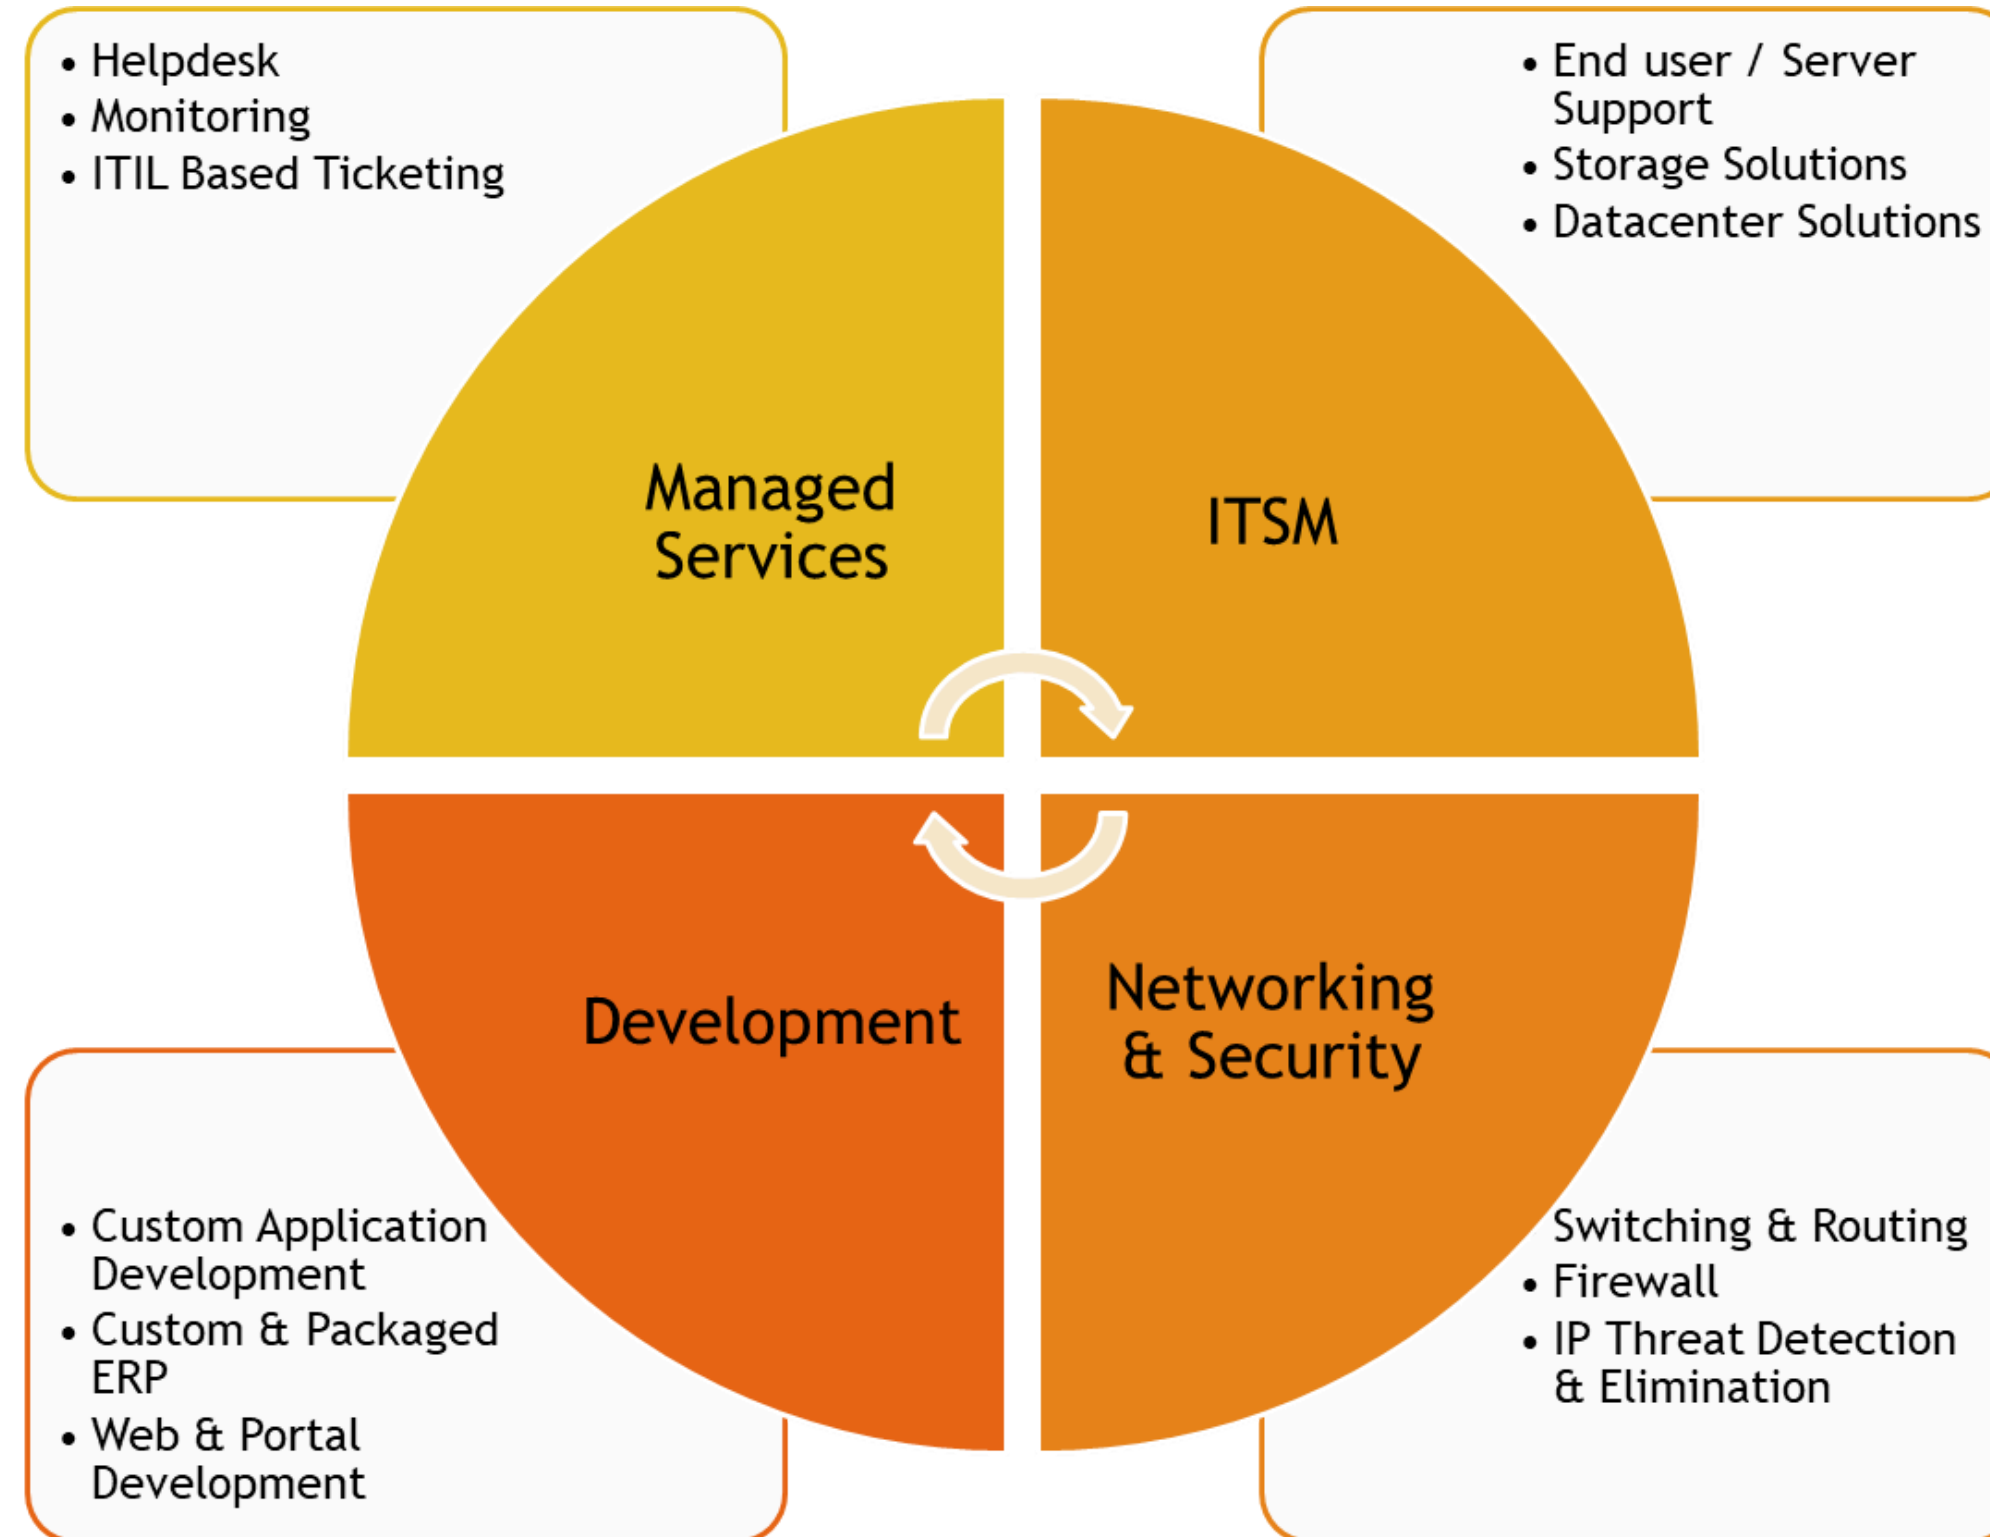 • Helpdesk
• Monitoring
• ITIL Based Ticketing
• End user / Server
Support
• Storage Solutions
• Datacenter Solutions
Managed
Services
ITSM
Development
Networking
& Security
• Custom Application
Development
• Custom & Packaged
ERP
• Web & Portal
Development
Switching & Routing
• Firewall
• IP Threat Detection
& Elimination